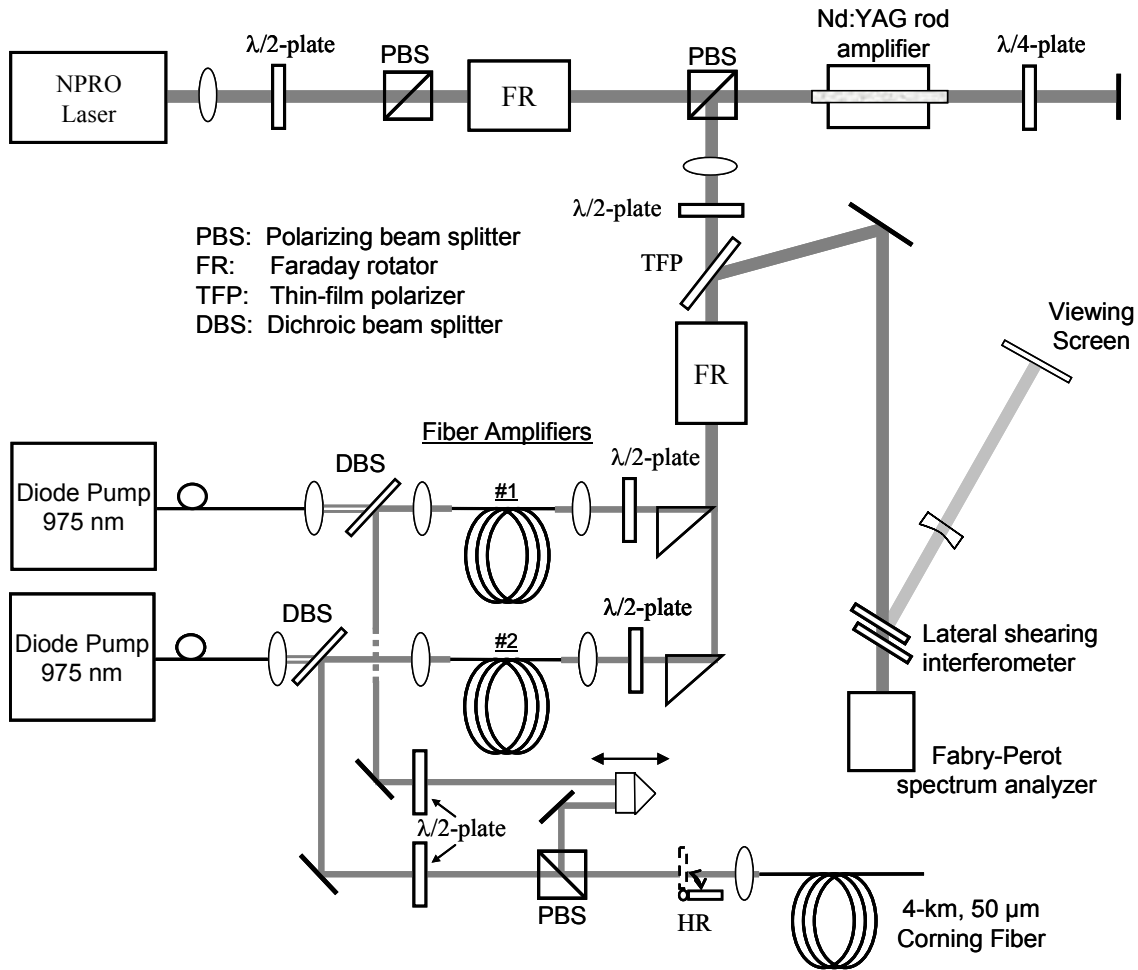 NPRO
Laser
λ/2-plate
PBS
FR
PBS
Nd:YAG rod
amplifier
λ/4-plate
λ/2-plate
TFP
PBS: Polarizing beam splitter
FR: Faraday rotator
TFP: Thin-film polarizer
DBS: Dichroic beam splitter
FR
Viewing
Screen
Fiber Amplifiers
Diode Pump
975 nm
DBS
#1
λ/2-plate
Diode Pump
975 nm
DBS
#2
λ/2-plate
Lateral shearing
interferometer
Fabry-Perot
spectrum analyzer
λ/2-plate
PBS
HR
4-km, 50 μm
Corning Fiber